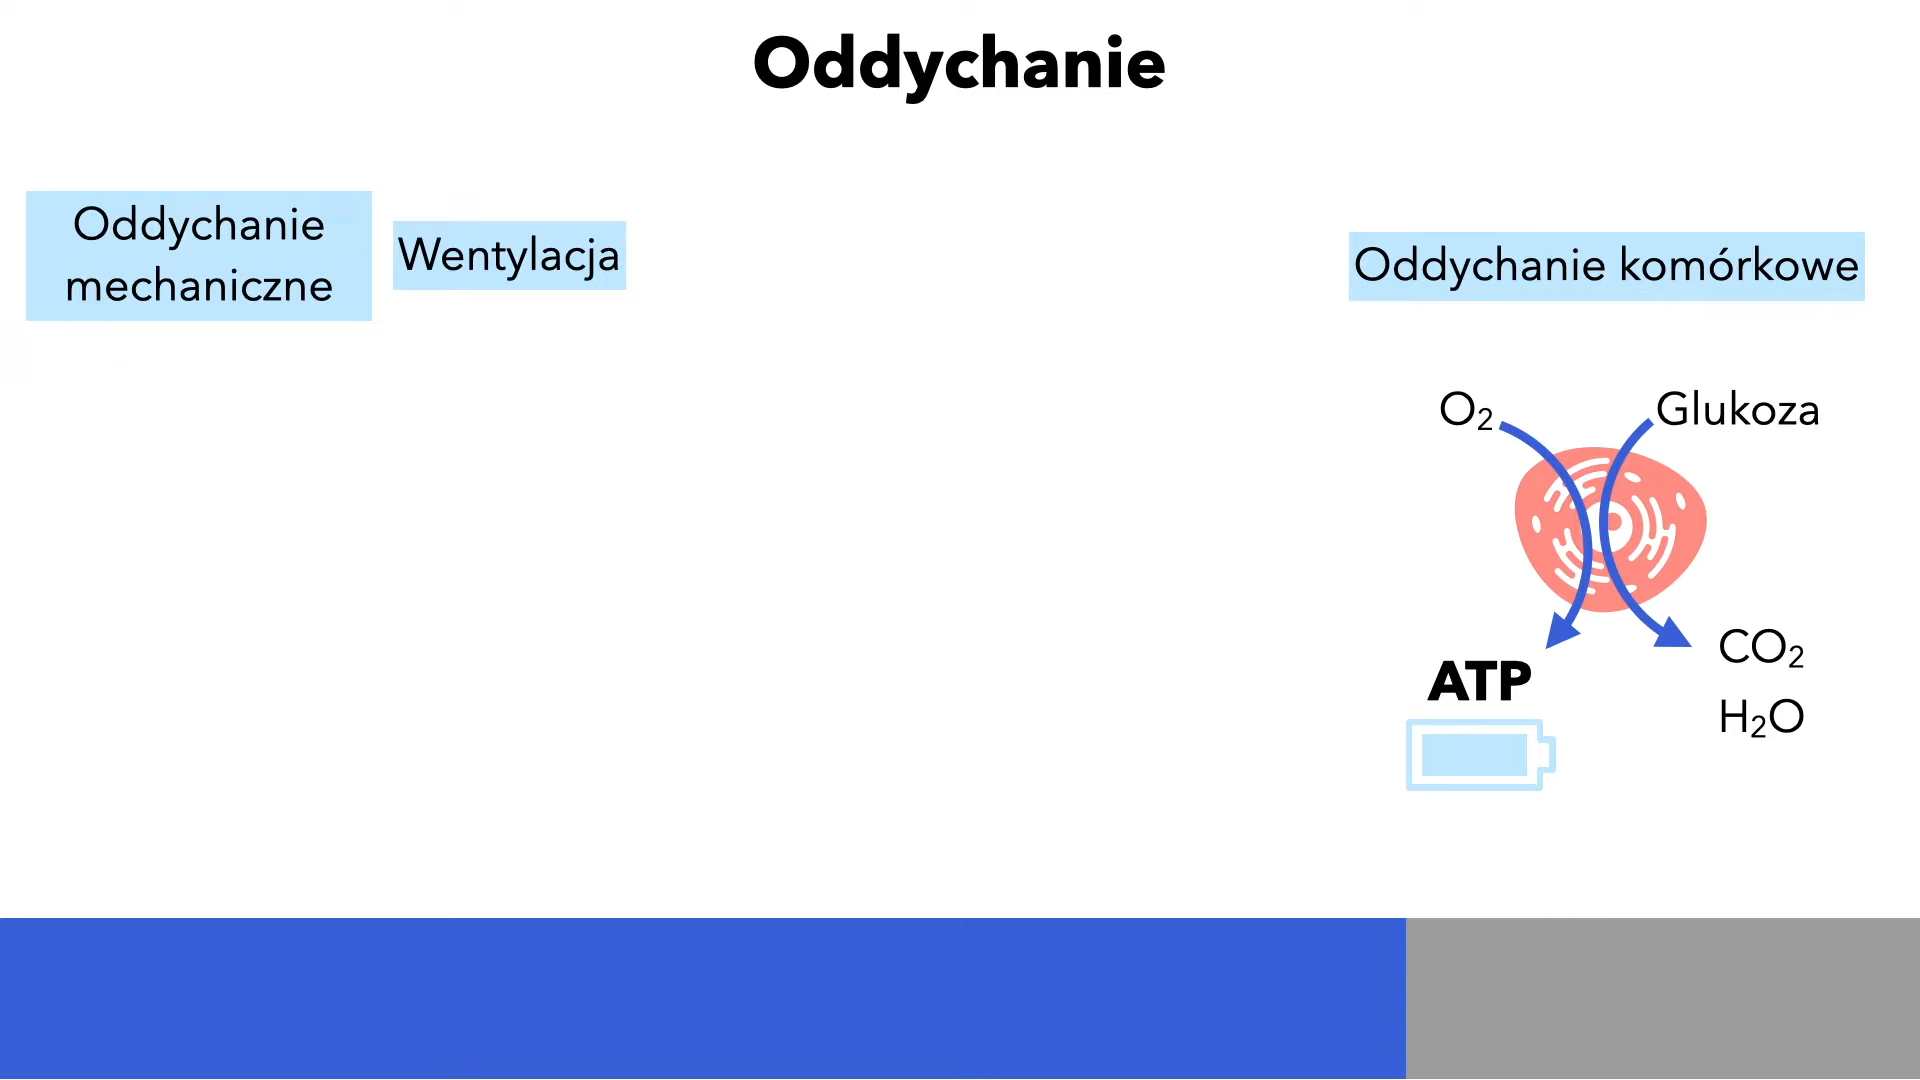 Oddychanie
Oddychanie
mechaniczne
Wentylacja
Oddychanie komórkowe
O₂
Glukoza
ATP
CO₂
H₂O